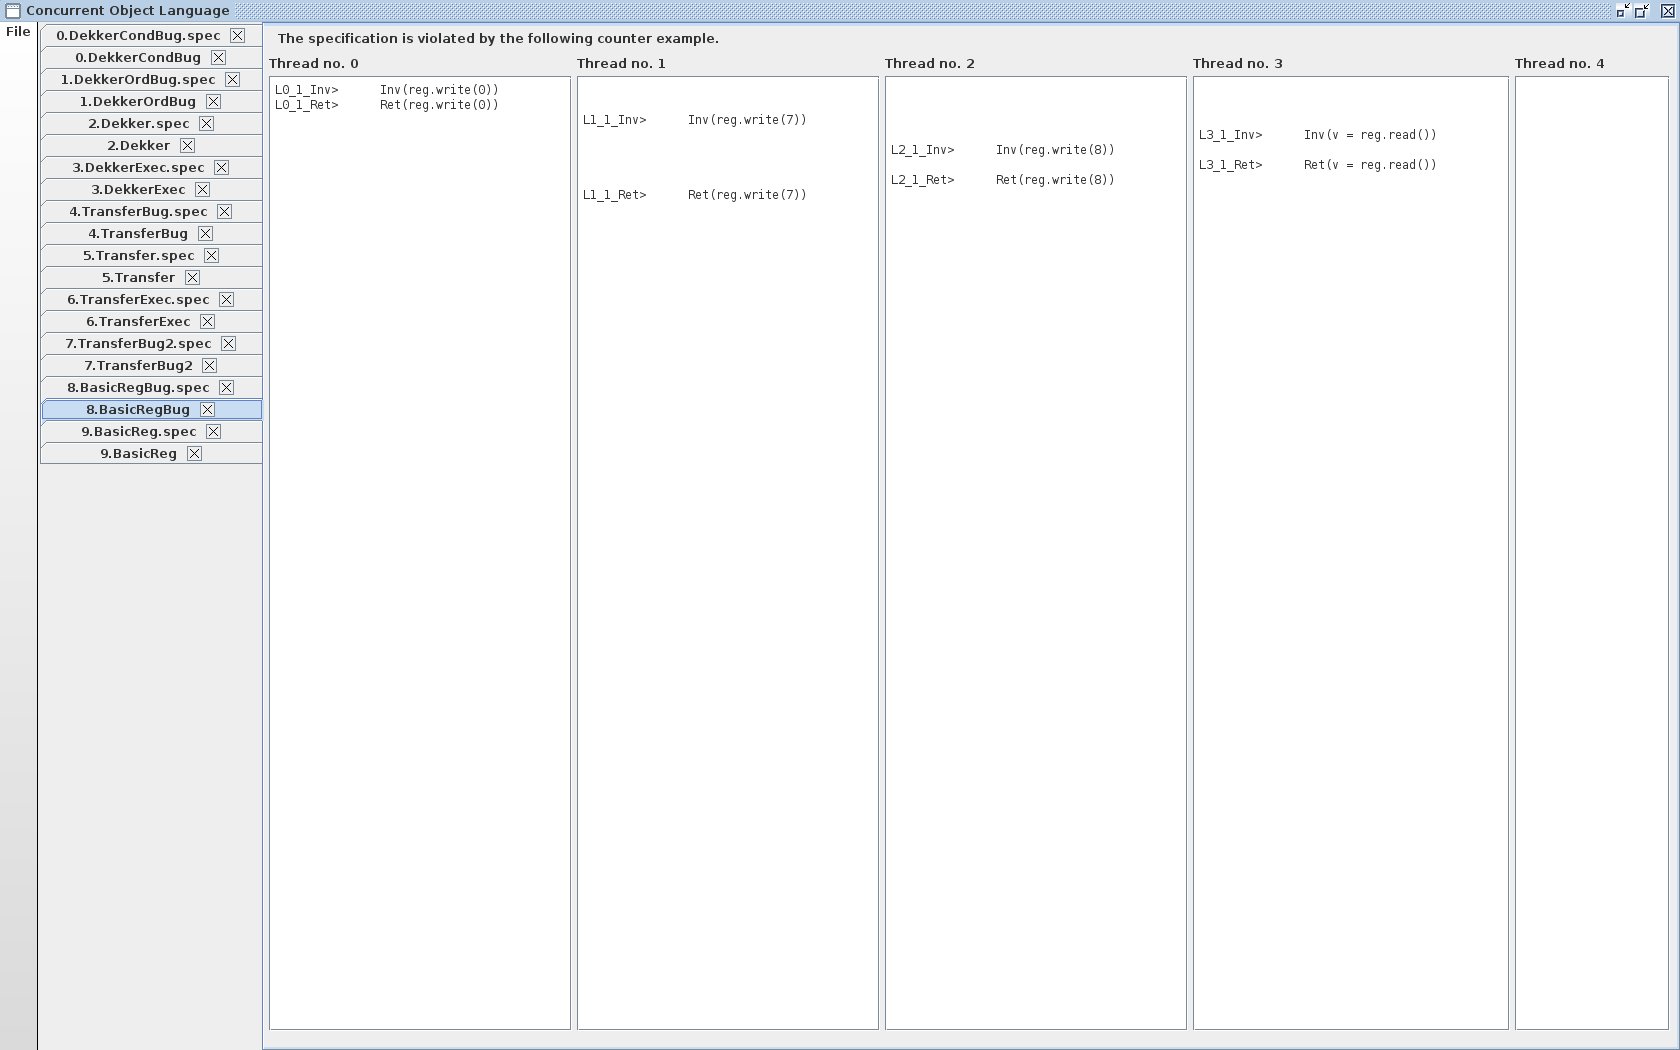 Concurrent Object Language
File
0.DekkerCondBug.spec
0.DekkerCondBug
1.DekkerOrdBug.spec
1.DekkerOrdBug
2.Dekker.spec
2.Dekker
3.DekkerExec.spec
3.DekkerExec
4.TransferBug.spec
4.TransferBug
5.Transfer.spec
5.Transfer
6.TransferExec.spec
6.TransferExec
7.TransferBug2.spec
7.TransferBug2
8.BasicRegBug.spec
8.BasicRegBug
9.BasicReg.spec
9.BasicReg
The specification is violated by the following counter example.
Thread no. 0
L0_1_Inv> Inv(reg.write(0))
L0_1_Ret> Ret(reg.write(0))
Thread no. 1
L1_1_Inv> Inv(reg.write(7))
L1_1_Ret> Ret(reg.write(7))
Thread no. 2
L2_1_Inv> Inv(reg.write(8))
L2_1_Ret> Ret(reg.write(8))
Thread no. 3
L3_1_Inv> Inv(v = reg.read())
L3_1_Ret> Ret(v = reg.read())
Thread no. 4